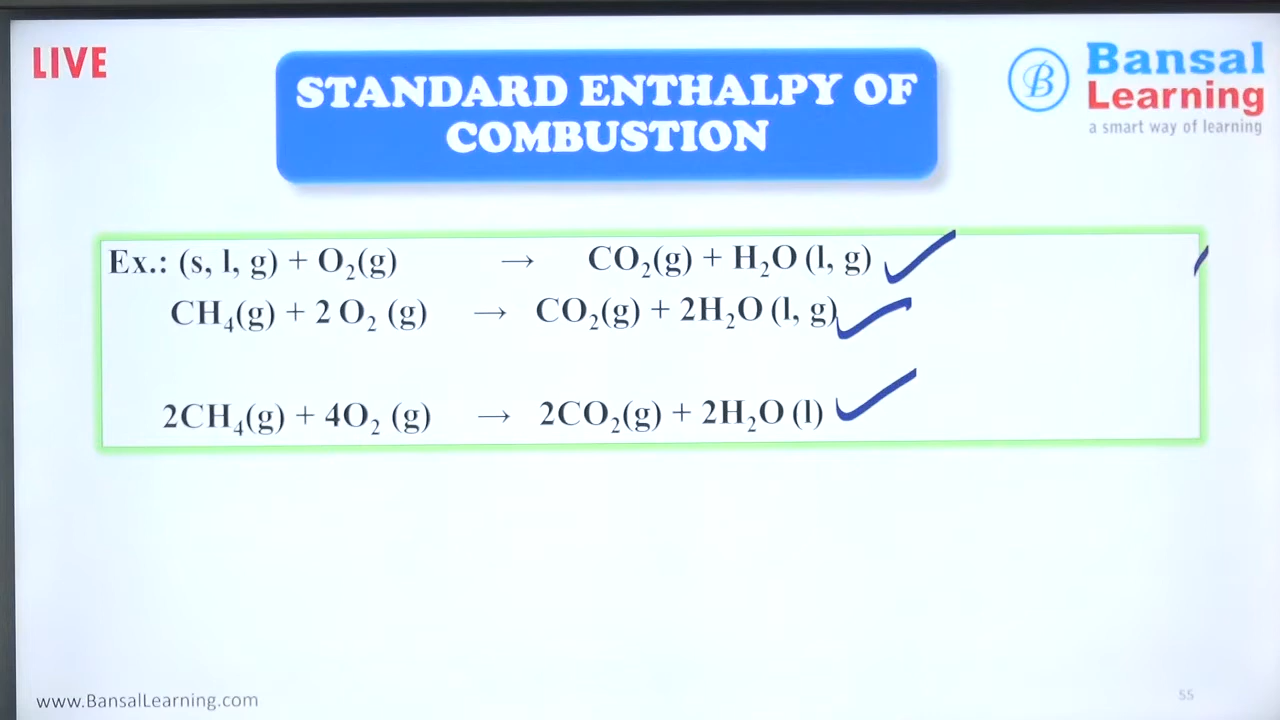 LIVE
STANDARD ENTHALPY OF
COMBUSTION
B
Bansal
Learning
a smart way of learning
Ex.: (s, l, g) + O₂(g) → CO₂(g) + H₂O (l, g)
CH₄(g) + 2 O₂ (g) → CO₂(g) + 2H₂O (l, g)
2CH₄(g) + 4O₂ (g) → 2CO₂(g) + 2H₂O (l)
www.BansalLearning.com
55